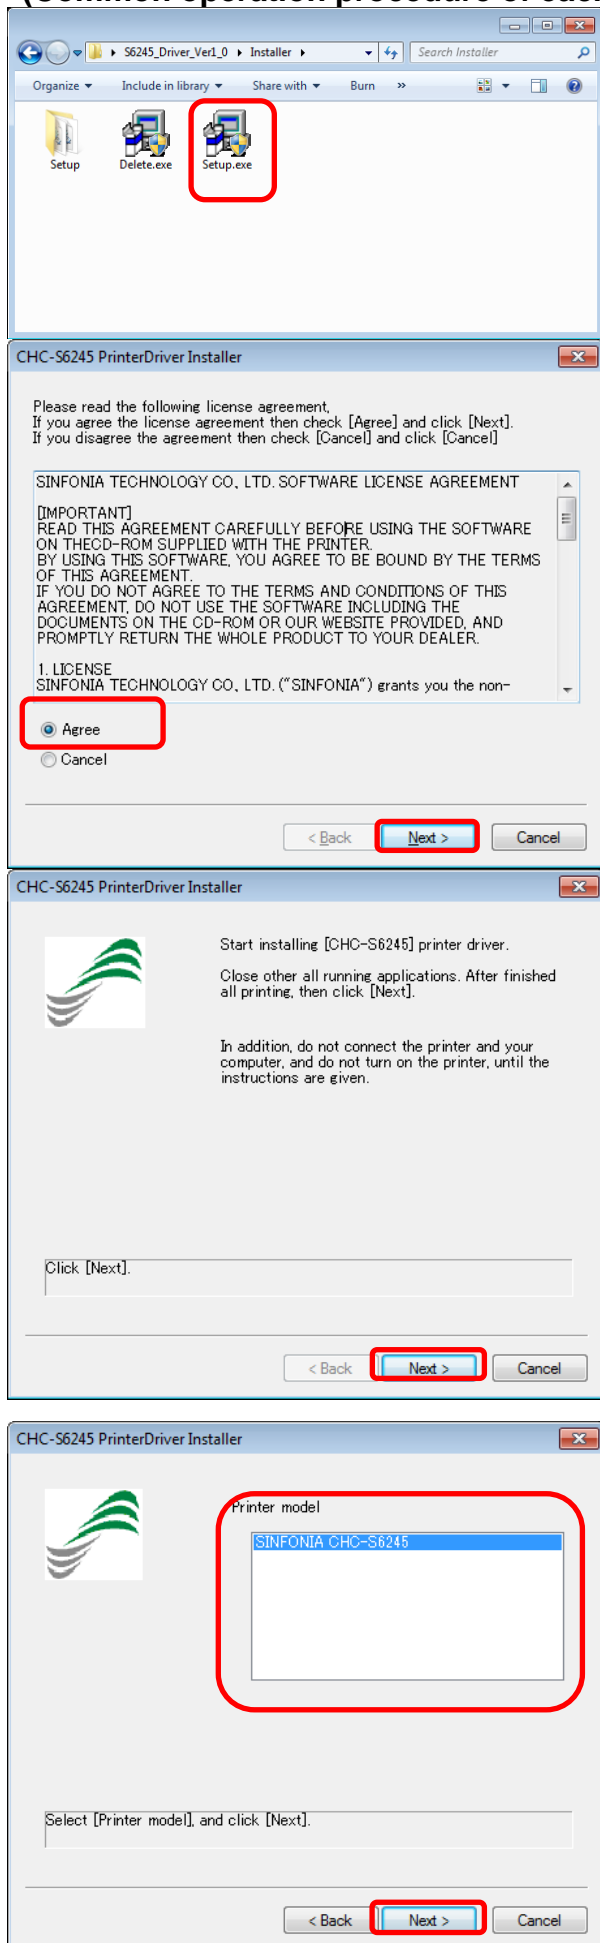 (Common operation procedure of each
S6245_Driver_Ver1_0 Installer Search Installer
Organize Include in library Share with Burn »
Setup Delete.exe Setup.exe
CHC-S6245 PrinterDriver Installer
Please read the following license agreement,
If you agree the license agreement then check [Agree] and click [Next].
If you disagree the agreement then check [Cancel] and click [Cancel]
SINFONIA TECHNOLOGY CO., LTD. SOFTWARE LICENSE AGREEMENT
[IMPORTANT]
READ THIS AGREEMENT CAREFULLY BEFORE USING THE SOFTWARE
ON THECD-ROM SUPPLIED WITH THE PRINTER.
BY USING THIS SOFTWARE, YOU AGREE TO BE BOUND BY THE TERMS
OF THIS AGREEMENT.
IF YOU DO NOT AGREE TO THE TERMS AND CONDITIONS OF THIS
AGREEMENT, DO NOT USE THE SOFTWARE INCLUDING THE
DOCUMENTS ON THE CD-ROM OR OUR WEBSITE PROVIDED, AND
PROMPTLY RETURN THE WHOLE PRODUCT TO YOUR DEALER.
1. LICENSE
SINFONIA TECHNOLOGY CO., LTD. ("SINFONIA") grants you the non-
Agree
Cancel
< Back Next > Cancel
CHC-S6245 PrinterDriver Installer
Start installing [CHC-S6245] printer driver.
Close other all running applications. After finished
all printing, then click [Next].
In addition, do not connect the printer and your
computer, and do not turn on the printer, until the
instructions are given.
Click [Next].
< Back Next > Cancel
CHC-S6245 PrinterDriver Installer
Printer model
SINFONIA CHC-S6245
Select [Printer model], and click [Next].
< Back Next > Cancel